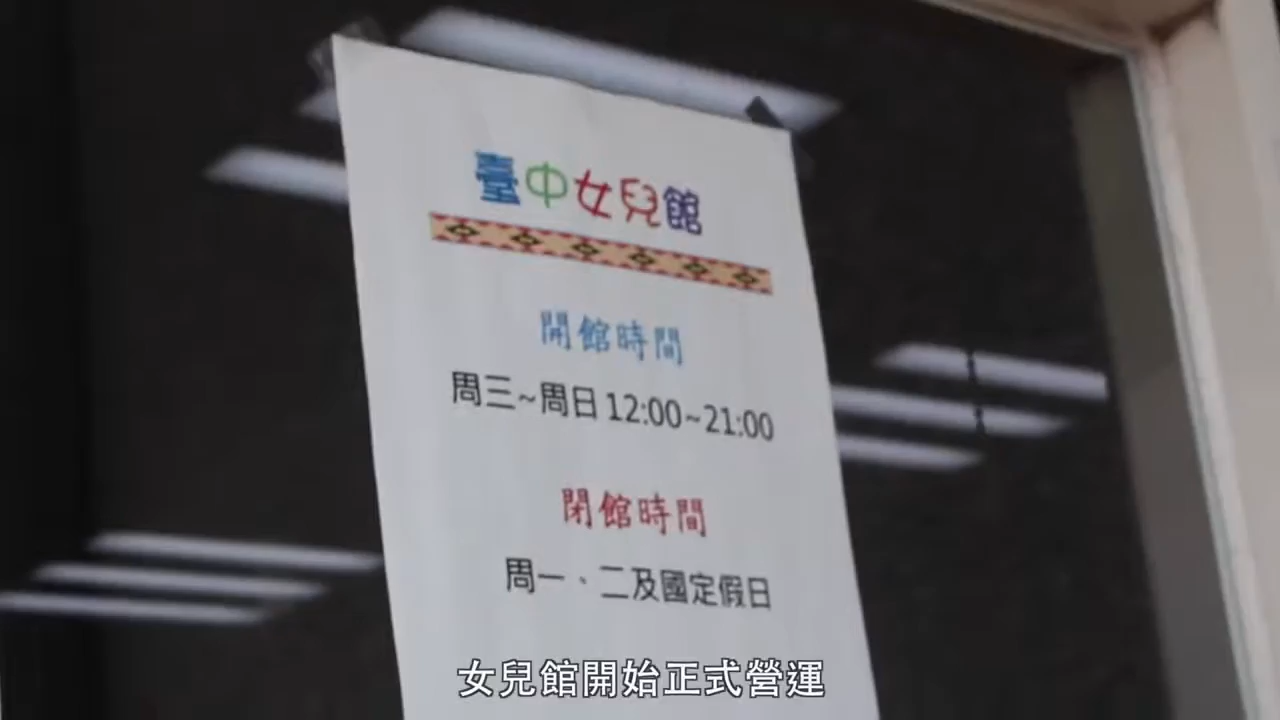 臺中女兒館
開館時間
周三~周日 12:00~21:00
閉館時間
周一、二及國定假日
女兒館開始正式營運